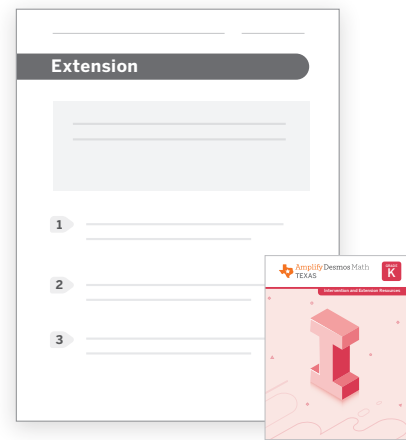 Extension
1
2
3
Amplify Desmos Math
TEXAS
GRADE
K
Intervention and Extension Resources